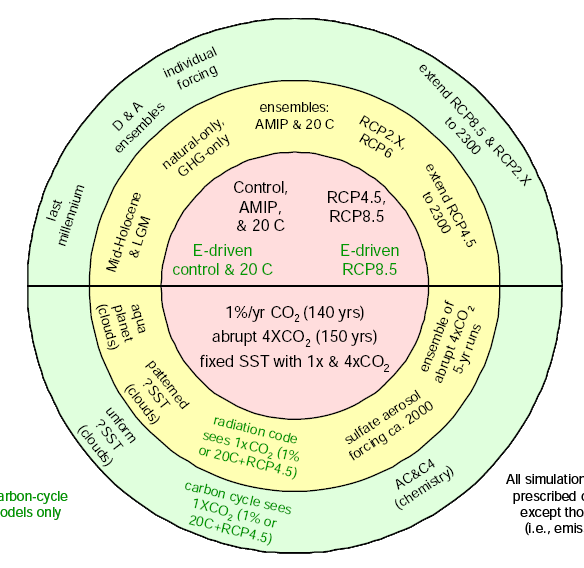 individual
forcing
D & A
ensembles
last
millennium
extend RCP8.5 & RCP2.X
to 2300
ensembles:
AMIP & 20 C
natural-only,
GHG-only
RCP2.X,
RCP6
Mid-Holocene
& LGM
extend RCP4.5
to 2300
Control,
AMIP,
& 20 C
RCP4.5,
RCP8.5
E-driven
control & 20 C
E-driven
RCP8.5
1%/yr CO2 (140 yrs)
abrupt 4XCO2 (150 yrs)
fixed SST with 1x & 4xCO2
aqua
planet
(clouds)
patterned
?SST
(clouds)
unform
?SST
(clouds)
ensemble of
abrupt 4xCO2
5-yr runs
sulfate aerosol
forcing ca. 2000
radiation code
sees 1xCO2 (1%
or 20C+RCP4.5)
carbon cycle sees
1XCO2 (1% or
20C+RCP4.5)
AC&C4
(chemistry)
arbon-cycle
odels only
All simulation
prescribed
except tho
(i.e., emis